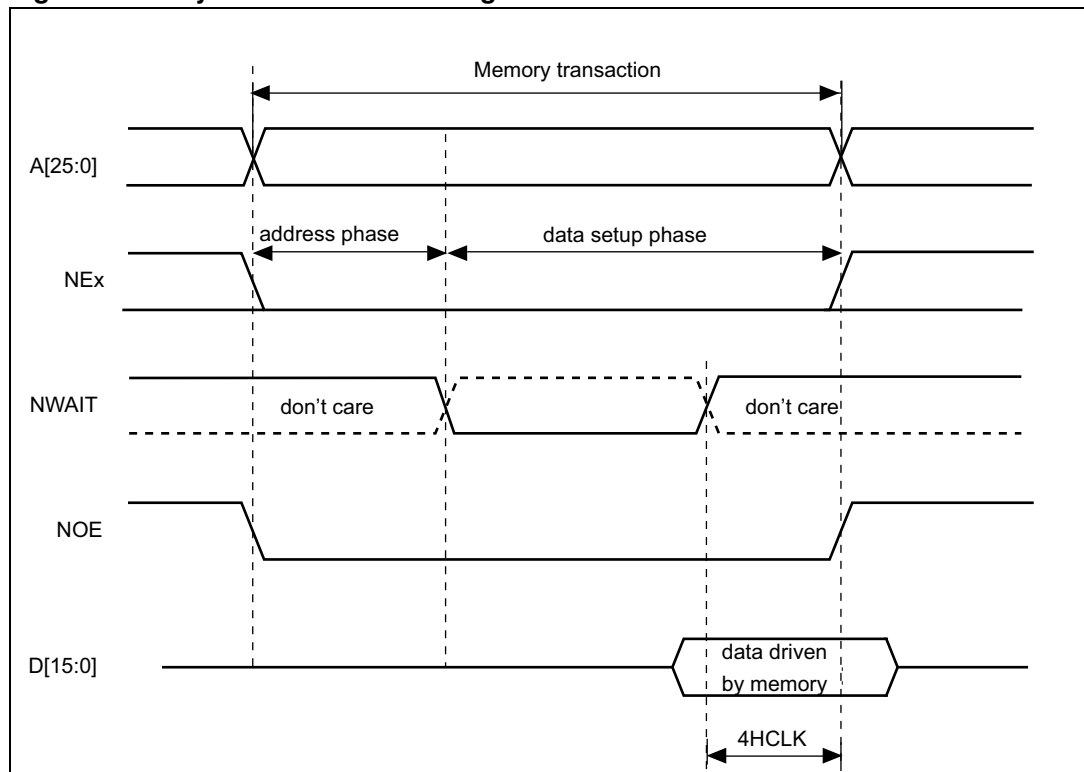 Memory transaction
A[25:0]
address phase
data setup phase
NEx
NWAIT
don't care
don't care
NOE
D[15:0]
data driven
by memory
4HCLK